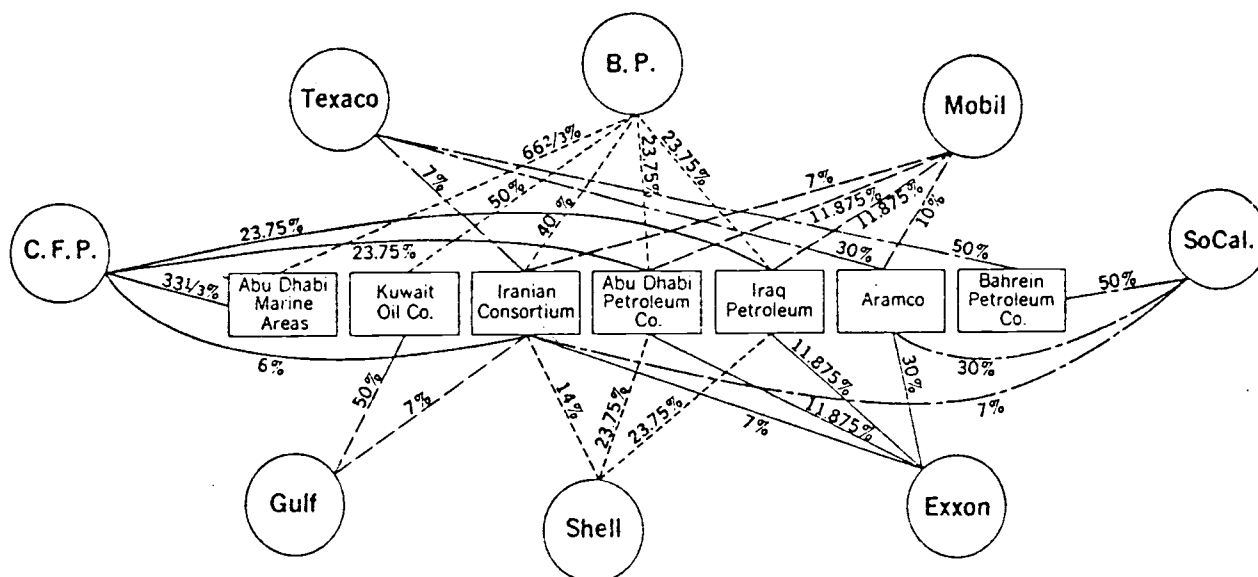 B. P.
Texaco
Mobil
66 2/3%
7%
50%
40%
23.75%
23.75%
7%
11.875%
11.875%
10%
C. F. P.
23.75%
23.75%
30%
50%
SoCal.
33 1/3%
Abu Dhabi
Marine
Areas
Kuwait
Oil Co.
Iranian
Consortium
Abu Dhabi
Petroleum
Co.
Iraq
Petroleum
Aramco
Bahrein
Petroleum
Co.
50%
6%
50%
7%
14%
23.75%
23.75%
7%
11.875%
11.875%
30%
30%
7%
Gulf
Shell
Exxon